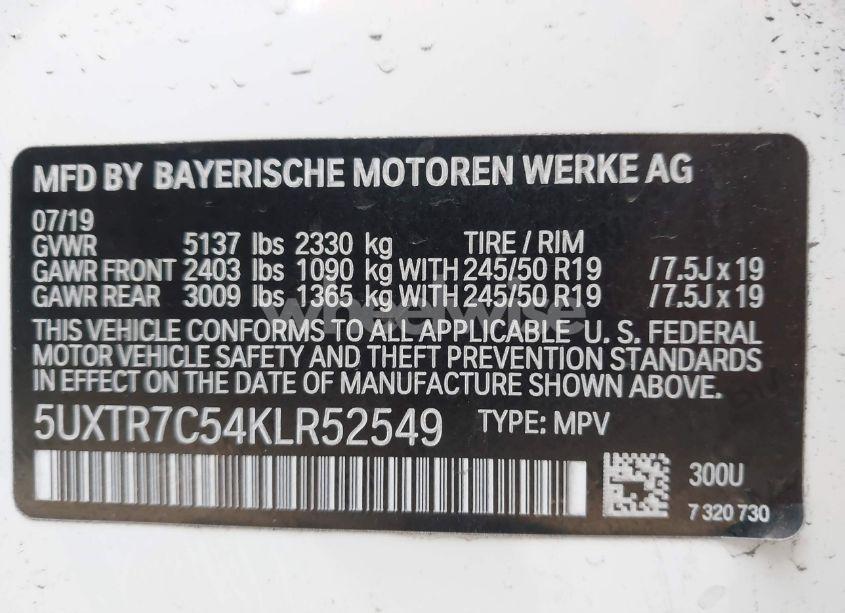 MFD BY BAYERISCHE MOTOREN WERKE AG
07/19
GVWR 5137 lbs 2330 kg TIRE / RIM
GAWR FRONT 2403 lbs 1090 kg WITH 245/50 R19 / 7.5J x 19
GAWR REAR 3009 lbs 1365 kg WITH 245/50 R19 / 7.5J x 19
wheelwise
THIS VEHICLE CONFORMS TO ALL APPLICABLE U. S. FEDERAL
MOTOR VEHICLE SAFETY AND THEFT PREVENTION STANDARDS
IN EFFECT ON THE DATE OF MANUFACTURE SHOWN ABOVE.
5UXTR7C54KLR52549 TYPE: MPV
300U
7 320 730